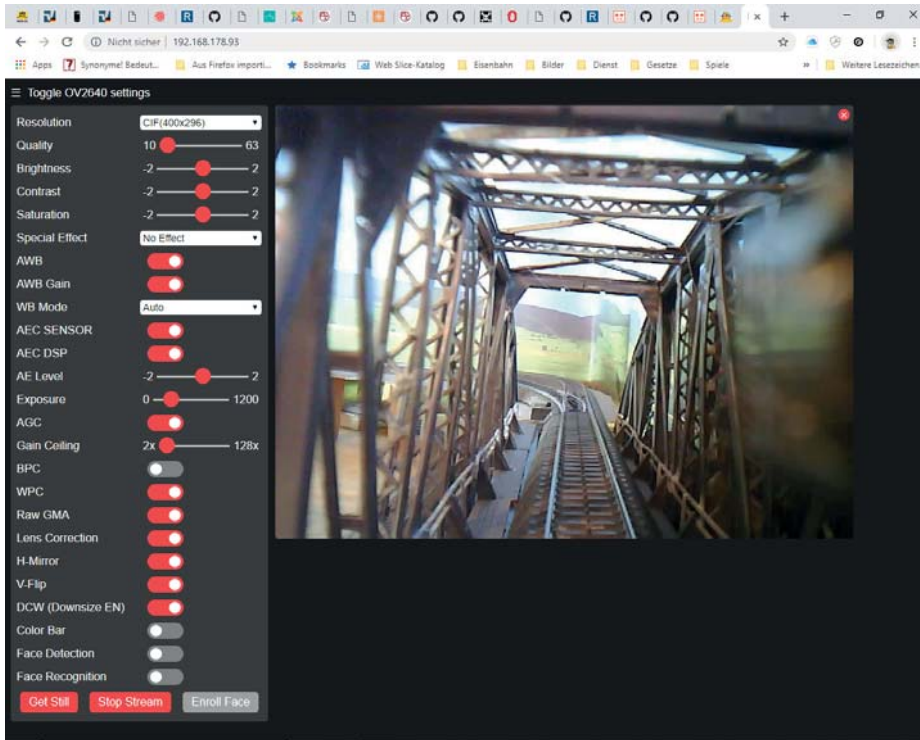 Nicht sicher | 192.168.178.93
Apps Synonyme! Bedeut... Aus Firefox importi... Bookmarks Web Slice-Katalog Eisenbahn Bilder Dienst Gesetze Spiele » Weitere Lesezeichen
Toggle OV2640 settings
Resolution CIF(400x296)
Quality 10 63
Brightness -2 2
Contrast -2 2
Saturation -2 2
Special Effect No Effect
AWB
AWB Gain
WB Mode Auto
AEC SENSOR
AEC DSP
AE Level -2 2
Exposure 0 1200
AGC
Gain Ceiling 2x 128x
BPC
WPC
Raw GMA
Lens Correction
H-Mirror
V-Flip
DCW (Downsize EN)
Color Bar
Face Detection
Face Recognition
Get Still Stop Stream Enroll Face